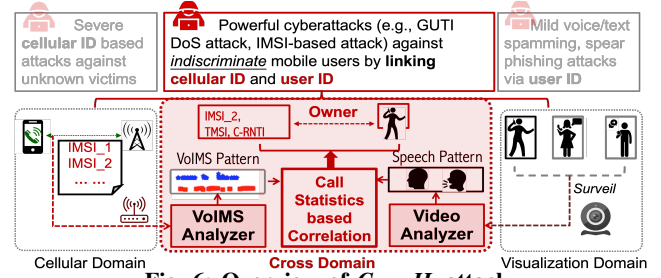 Severe
cellular ID based
attacks against
unknown victims
Powerful cyberattacks (e.g., GUTI
DoS attack, IMSI-based attack) against
indiscriminate mobile users by linking
cellular ID and user ID
Mild voice/text
spamming, spear
phishing attacks
via user ID
IMSI_1
IMSI_2
... ...
Cellular Domain
IMSI_2,
TMSI, C-RNTI
Owner
VoIMS Pattern
Speech Pattern
Call
Statistics
based
Correlation
VoIMS
Analyzer
Video
Analyzer
Cross Domain
Surveil
Visualization Domain